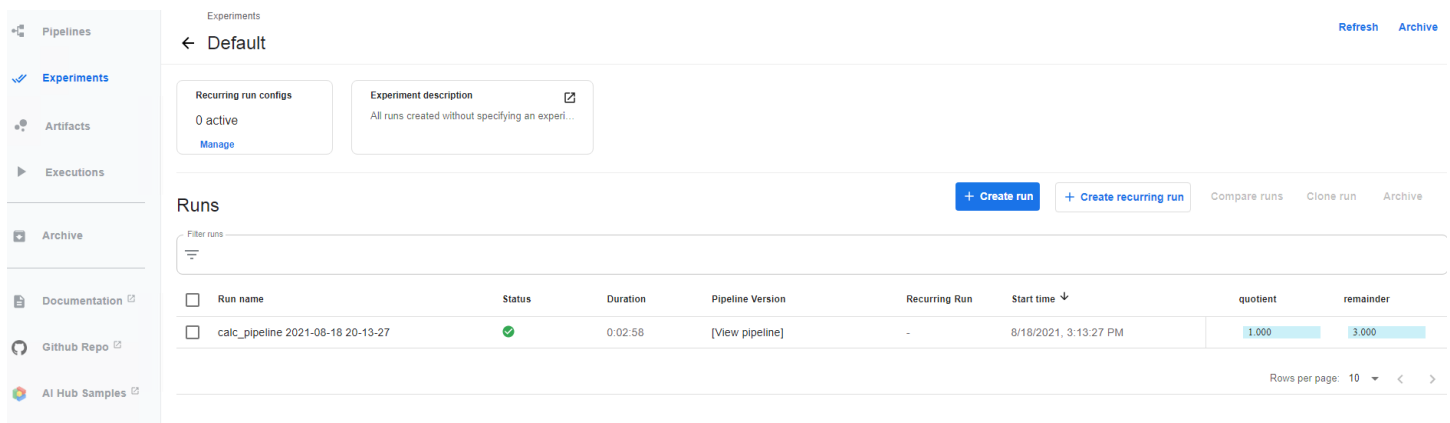 Pipelines
Experiments
Artifacts
Executions
Archive
Documentation
Github Repo
AI Hub Samples
Experiments
Default
Refresh Archive
Recurring run configs
0 active
Manage
Experiment description
All runs created without specifying an experi...
Runs
+ Create run + Create recurring run Compare runs Clone run Archive
Filter runs
Run name Status Duration Pipeline Version Recurring Run Start time quotient remainder
calc_pipeline 2021-08-18 20-13-27 0:02:58 [View pipeline] - 8/18/2021, 3:13:27 PM 1.000 3.000
Rows per page: 10